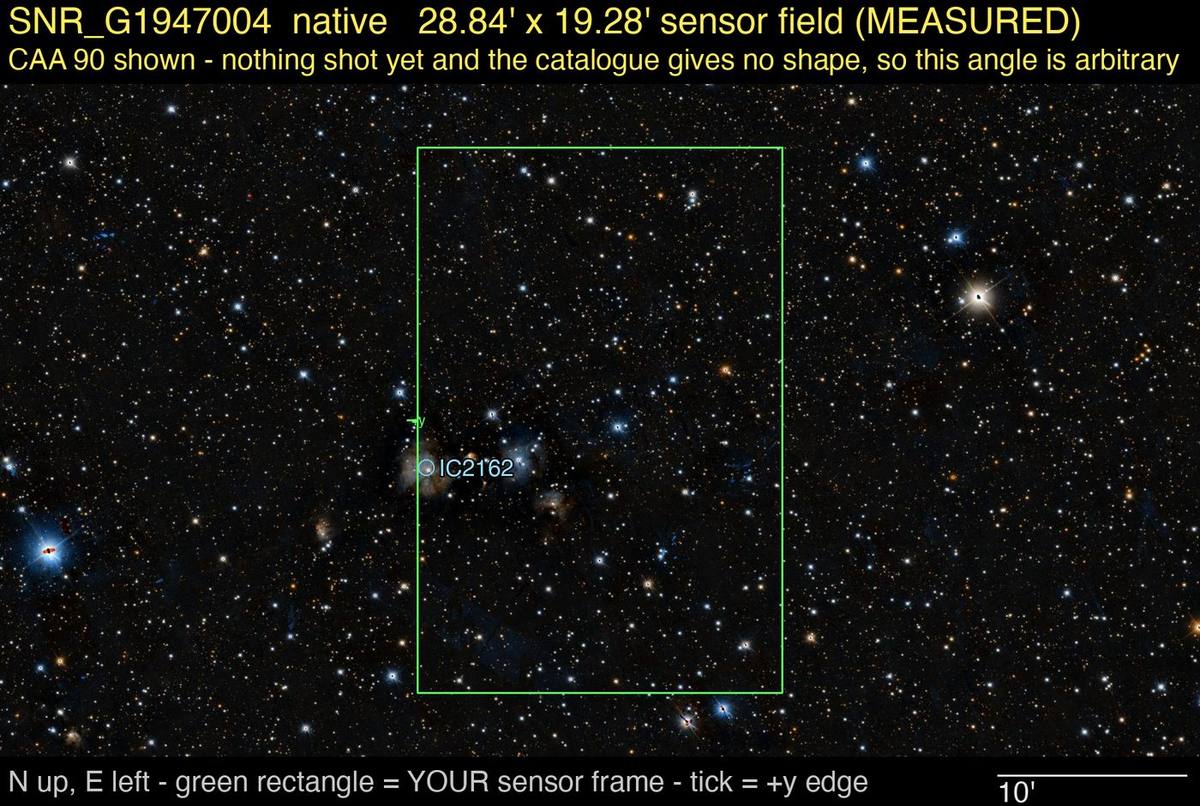 SNR_G1947004 native 28.84' x 19.28' sensor field (MEASURED)
CAA 90 shown - nothing shot yet and the catalogue gives no shape, so this angle is arbitrary
+y
IC2162
N up, E left - green rectangle = YOUR sensor frame - tick = +y edge
10'